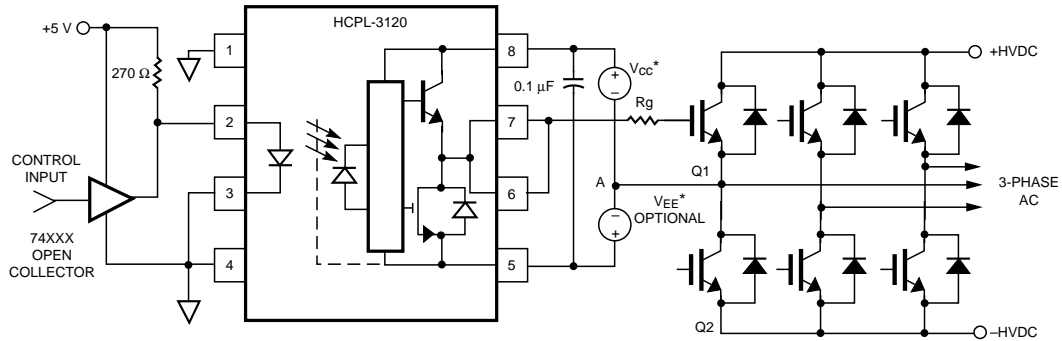 HCPL-3120
+5 V
270 Ω
1
2
3
4
8
7
6
5
CONTROL
INPUT
74XXX
OPEN
COLLECTOR
0.1 µF
VCC*
+
−
Rg
A
VEE*
OPTIONAL
−
+
Q1
Q2
+HVDC
3-PHASE
AC
−HVDC